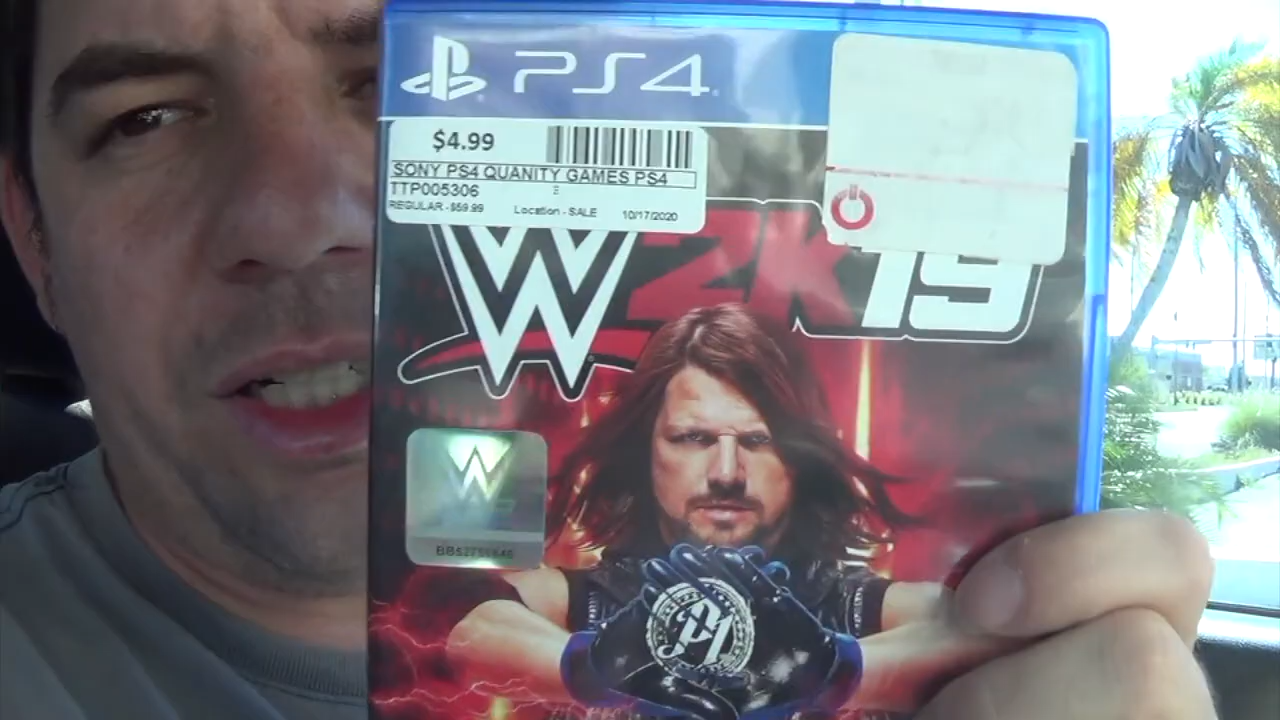 PS4
$4.99
SONY PS4 QUANITY GAMES PS4
TTP005306
REGULAR - $59.99 Location - SALE 10/17/2020
W 2K19
W
P1